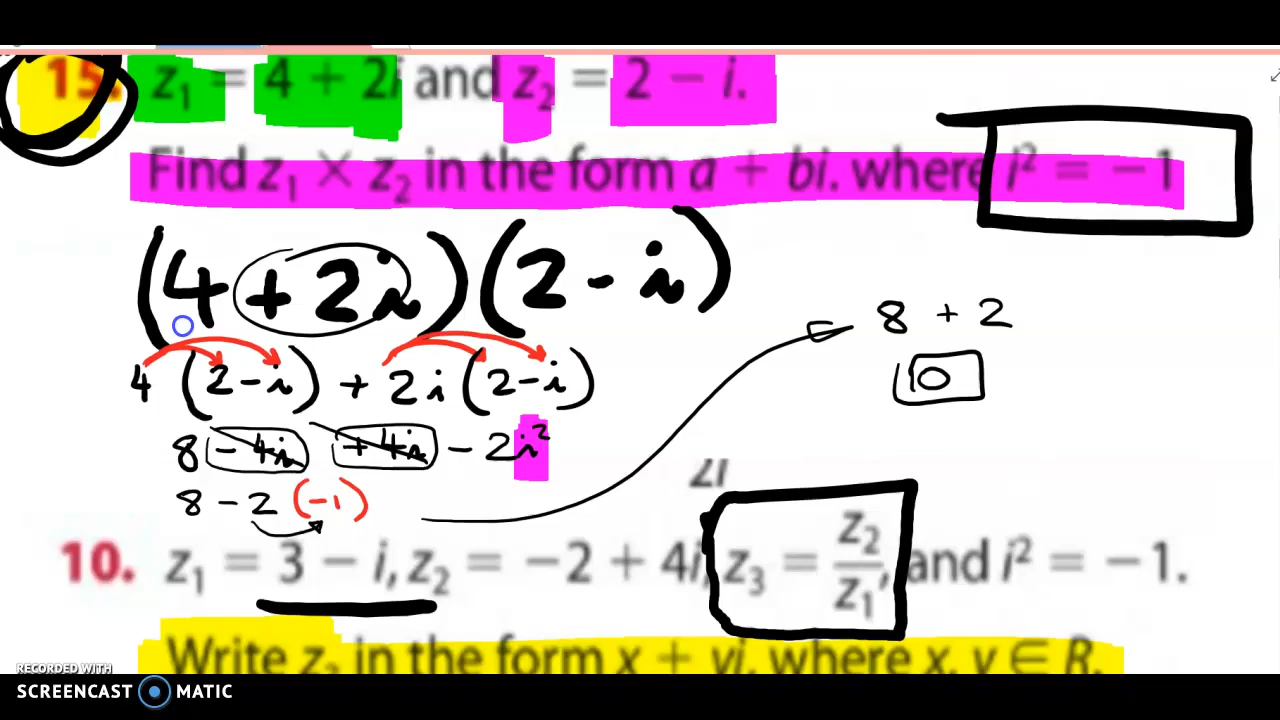 15. z₁ = 4 + 2i and z₂ = 2 − i.
Find z₁ × z₂ in the form a + bi. where i² = −1
(4 + 2i)(2 - i)
4 (2-i) + 2i (2-i)
8 - 4i + 4i - 2i²
8 - 2 (-1)
8 + 2
10
10. z₁ = 3 − i, z₂ = −2 + 4i, z₃ = z₂/z₁, and i² = −1.
Write z₃ in the form x + yi, where x, y ∈ R.
RECORDED WITH
SCREENCAST MATIC